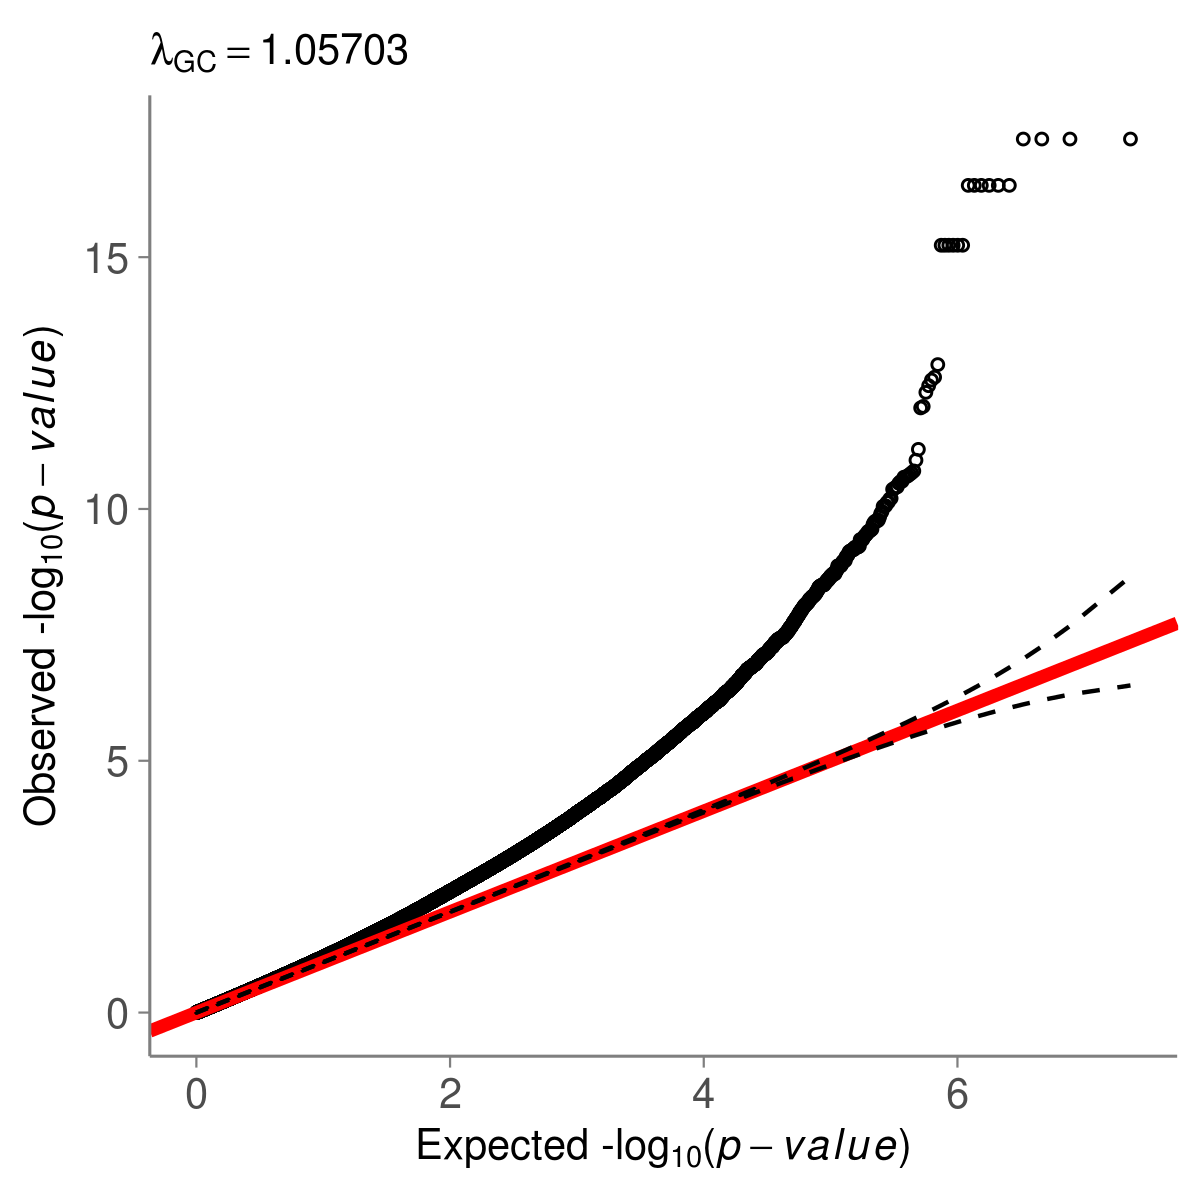 λGC = 1.05703
15
10
5
0
Observed -log10(p − value)
0 2 4 6
Expected -log10(p − value)